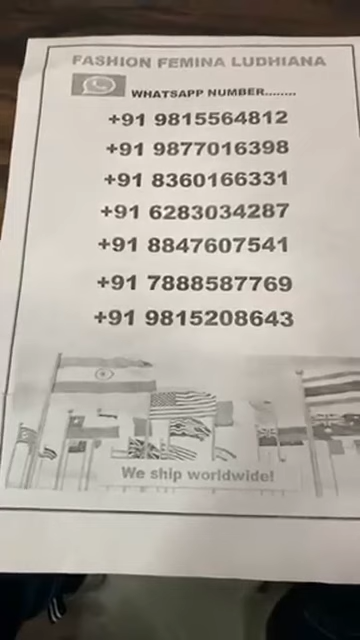 FASHION FEMINA LUDHIANA
WHATSAPP NUMBER........
+91 9815564812
+91 9877016398
+91 8360166331
+91 6283034287
+91 8847607541
+91 7888587769
+91 9815208643
We ship worldwide!